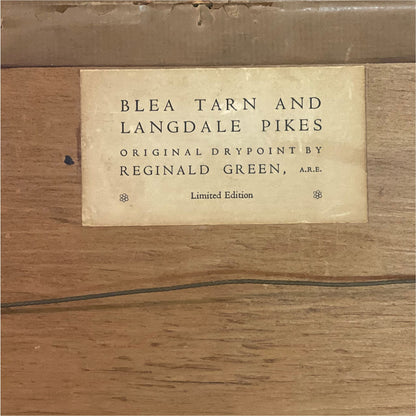 BLEA TARN AND
LANGDALE PIKES
ORIGINAL DRYPOINT BY
REGINALD GREEN, A.R.E.
Limited Edition